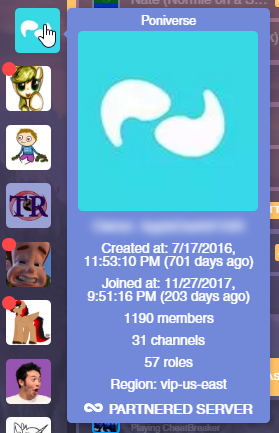 Nate (Normie on a S...
Poniverse
Created at: 7/17/2016,
11:53:10 PM (701 days ago)
Joined at: 11/27/2017,
9:51:16 PM (203 days ago)
1190 members
31 channels
57 roles
Region: vip-us-east
PARTNERED SERVER
TR
Playing CheatBreaker